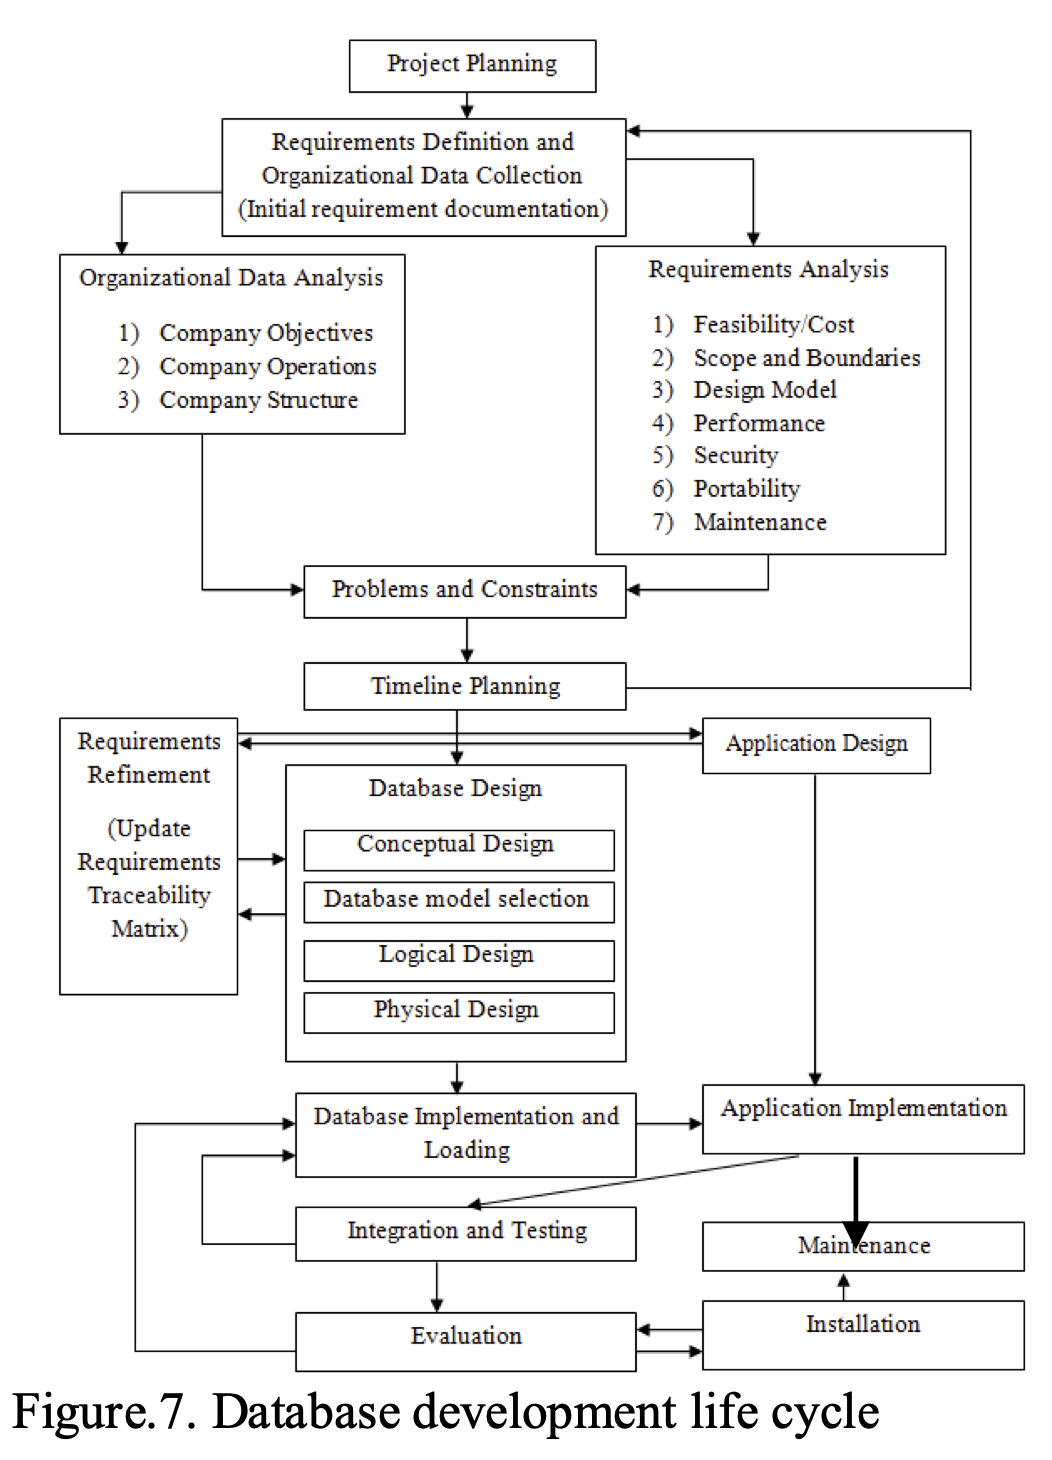 Project Planning
Requirements Definition and
Organizational Data Collection
(Initial requirement documentation)
Organizational Data Analysis
1) Company Objectives
2) Company Operations
3) Company Structure
Requirements Analysis
1) Feasibility/Cost
2) Scope and Boundaries
3) Design Model
4) Performance
5) Security
6) Portability
7) Maintenance
Problems and Constraints
Timeline Planning
Requirements
Refinement
(Update
Requirements
Traceability
Matrix)
Application Design
Database Design
Conceptual Design
Database model selection
Logical Design
Physical Design
Database Implementation and
Loading
Application Implementation
Integration and Testing
Maintenance
Evaluation
Installation
Figure.7. Database development life cycle